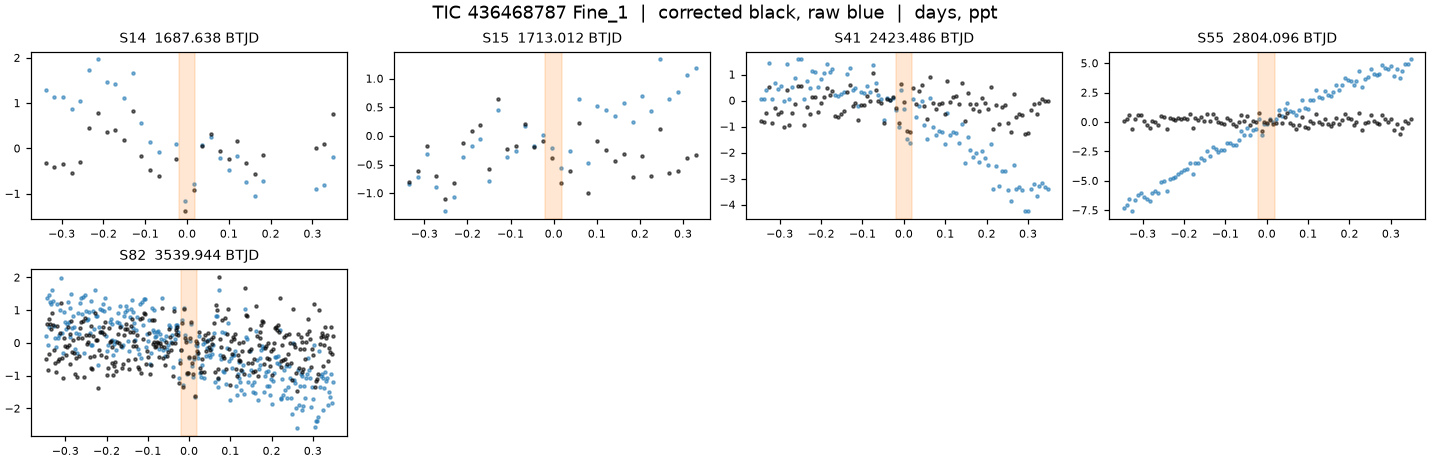 TIC 436468787 Fine_1 | corrected black, raw blue | days, ppt
S14 1687.638 BTJD
S15 1713.012 BTJD
S41 2423.486 BTJD
S55 2804.096 BTJD
2
1
0
−1
−0.3 −0.2 −0.1 0.0 0.1 0.2 0.3
1.0
0.5
0.0
−0.5
−1.0
−0.3 −0.2 −0.1 0.0 0.1 0.2 0.3
1
0
−1
−2
−3
−4
−0.3 −0.2 −0.1 0.0 0.1 0.2 0.3
5.0
2.5
0.0
−2.5
−5.0
−7.5
−0.3 −0.2 −0.1 0.0 0.1 0.2 0.3
S82 3539.944 BTJD
2
1
0
−1
−2
−0.3 −0.2 −0.1 0.0 0.1 0.2 0.3